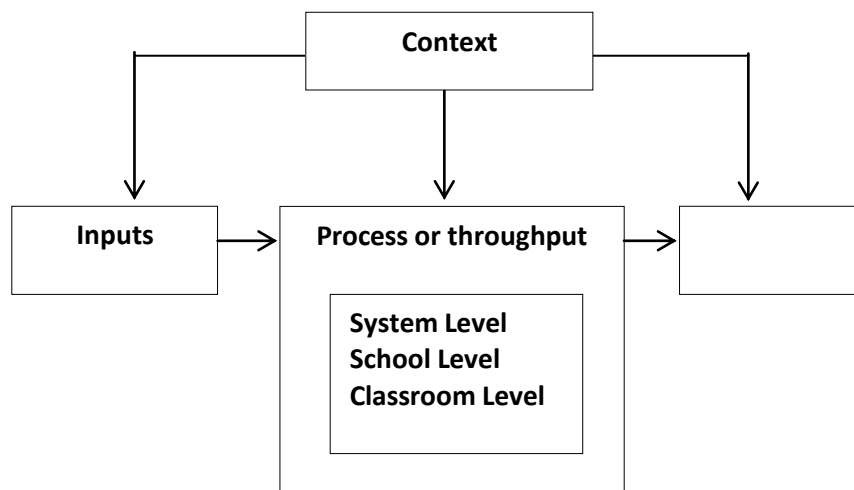 Context
Inputs
Process or throughput
System Level
School Level
Classroom Level